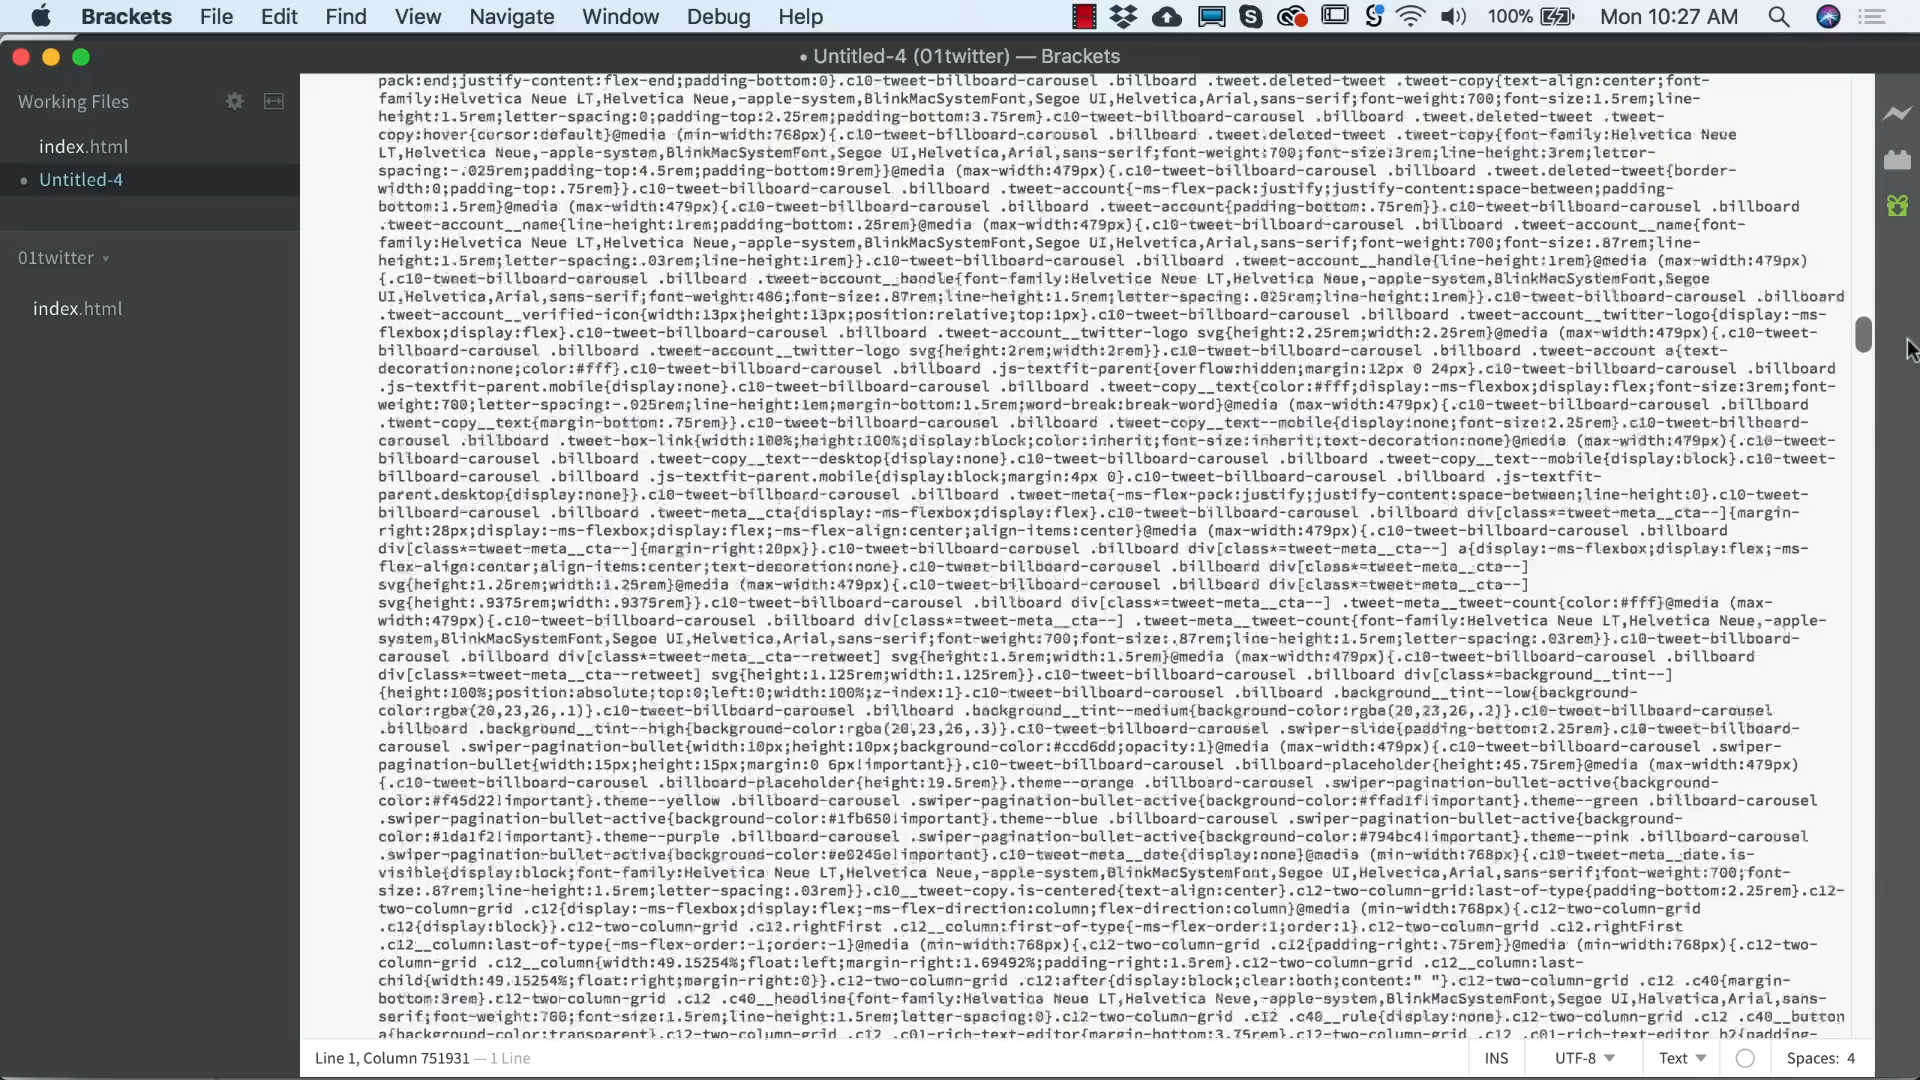 Brackets File Edit Find View Navigate Window Debug Help 100% Mon 10:27 AM
• Untitled-4 (01twitter) — Brackets
Working Files
index.html
• Untitled-4
01twitter
index.html
pack:end;justify-content:flex-end;padding-bottom:0}.c10-tweet-billboard-carousel .billboard .tweet.deleted-tweet .tweet-copy{text-align:center;font-
family:Helvetica Neue LT,Helvetica Neue,-apple-system,BlinkMacSystemFont,Segoe UI,Helvetica,Arial,sans-serif;font-weight:700;font-size:1.5rem;line-
height:1.5rem;letter-spacing:0;padding-top:2.25rem;padding-bottom:3.75rem}.c10-tweet-billboard-carousel .billboard .tweet.deleted-tweet .tweet-
copy:hover{cursor:default}@media (min-width:768px){.c10-tweet-billboard-carousel .billboard .tweet.deleted-tweet .tweet-copy{font-family:Helvetica Neue
LT,Helvetica Neue,-apple-system,BlinkMacSystemFont,Segoe UI,Helvetica,Arial,sans-serif;font-weight:700;font-size:3rem;line-height:3rem;letter-
spacing:-.025rem;padding-top:4.5rem;padding-bottom:9rem}}@media (max-width:479px){.c10-tweet-billboard-carousel .billboard .tweet.deleted-tweet{border-
width:0;padding-top:.75rem}}.c10-tweet-billboard-carousel .billboard .tweet-account{-ms-flex-pack:justify;justify-content:space-between;padding-
bottom:1.5rem}@media (max-width:479px){.c10-tweet-billboard-carousel .billboard .tweet-account{padding-bottom:.75rem}}.c10-tweet-billboard-carousel .billboard
.tweet-account__name{line-height:1rem;padding-bottom:.25rem}@media (max-width:479px){.c10-tweet-billboard-carousel .billboard .tweet-account__name{font-
family:Helvetica Neue LT,Helvetica Neue,-apple-system,BlinkMacSystemFont,Segoe UI,Helvetica,Arial,sans-serif;font-weight:700;font-size:.87rem;line-
height:1.5rem;letter-spacing:.03rem;line-height:1rem}}.c10-tweet-billboard-carousel .billboard .tweet-account__handle{line-height:1rem}@media (max-width:479px)
{.c10-tweet-billboard-carousel .billboard .tweet-account__handle{font-family:Helvetica Neue LT,Helvetica Neue,-apple-system,BlinkMacSystemFont,Segoe
UI,Helvetica,Arial,sans-serif;font-weight:400;font-size:.87rem;line-height:1.5rem;letter-spacing:.025rem;line-height:1rem}}.c10-tweet-billboard-carousel .billboard
.tweet-account__verified-icon{width:13px;height:13px;position:relative;top:1px}.c10-tweet-billboard-carousel .billboard .tweet-account__twitter-logo{display:-ms-
flexbox;display:flex}.c10-tweet-billboard-carousel .billboard .tweet-account__twitter-logo svg{height:2.25rem;width:2.25rem}@media (max-width:479px){.c10-tweet-
billboard-carousel .billboard .tweet-account__twitter-logo svg{height:2rem;width:2rem}}.c10-tweet-billboard-carousel .billboard .tweet-account a{text-
decoration:none;color:#fff}.c10-tweet-billboard-carousel .billboard .js-textfit-parent{overflow:hidden;margin:12px 0 24px}.c10-tweet-billboard-carousel .billboard
.js-textfit-parent.mobile{display:none}.c10-tweet-billboard-carousel .billboard .tweet-copy__text{color:#fff;display:-ms-flexbox;display:flex;font-size:3rem;font-
weight:700;letter-spacing:-.025rem;line-height:1em;margin-bottom:1.5rem;word-break:break-word}@media (max-width:479px){.c10-tweet-billboard-carousel .billboard
.tweet-copy__text{margin-bottom:.75rem}}.c10-tweet-billboard-carousel .billboard .tweet-copy__text--mobile{display:none;font-size:2.25rem}.c10-tweet-billboard-
carousel .billboard .tweet-box-link{width:100%;height:100%;display:block;color:inherit;font-size:inherit;text-decoration:none}@media (max-width:479px){.c10-tweet-
billboard-carousel .billboard .tweet-copy__text--desktop{display:none}.c10-tweet-billboard-carousel .billboard .tweet-copy__text--mobile{display:block}.c10-tweet-
billboard-carousel .billboard .js-textfit-parent.mobile{display:block;margin:4px 0}.c10-tweet-billboard-carousel .billboard .js-textfit-
parent.desktop{display:none}}.c10-tweet-billboard-carousel .billboard .tweet-meta{-ms-flex-pack:justify;justify-content:space-between;line-height:0}.c10-tweet-
billboard-carousel .billboard .tweet-meta__cta{display:-ms-flexbox;display:flex}.c10-tweet-billboard-carousel .billboard div[class*=tweet-meta__cta--]{margin-
right:28px;display:-ms-flexbox;display:flex;-ms-flex-align:center;align-items:center}@media (max-width:479px){.c10-tweet-billboard-carousel .billboard
div[class*=tweet-meta__cta--]{margin-right:20px}}.c10-tweet-billboard-carousel .billboard div[class*=tweet-meta__cta--] a{display:-ms-flexbox;display:flex;-ms-
flex-align:center;align-items:center;text-decoration:none}.c10-tweet-billboard-carousel .billboard div[class*=tweet-meta__cta--]
svg{height:1.25rem;width:1.25rem}@media (max-width:479px){.c10-tweet-billboard-carousel .billboard div[class*=tweet-meta__cta--]
svg{height:.9375rem;width:.9375rem}}.c10-tweet-billboard-carousel .billboard div[class*=tweet-meta__cta--] .tweet-meta__tweet-count{color:#fff}@media (max-
width:479px){.c10-tweet-billboard-carousel .billboard div[class*=tweet-meta__cta--] .tweet-meta__tweet-count{font-family:Helvetica Neue LT,Helvetica Neue,-apple-
system,BlinkMacSystemFont,Segoe UI,Helvetica,Arial,sans-serif;font-weight:700;font-size:.87rem;line-height:1.5rem;letter-spacing:.03rem}}.c10-tweet-billboard-
carousel .billboard div[class*=tweet-meta__cta--retweet] svg{height:1.5rem;width:1.5rem}@media (max-width:479px){.c10-tweet-billboard-carousel .billboard
div[class*=tweet-meta__cta--retweet] svg{height:1.125rem;width:1.125rem}}.c10-tweet-billboard-carousel .billboard div[class*=background__tint--]
{height:100%;position:absolute;top:0;left:0;width:100%;z-index:1}.c10-tweet-billboard-carousel .billboard .background__tint--low{background-
color:rgba(20,23,26,.1)}.c10-tweet-billboard-carousel .billboard .background__tint--medium{background-color:rgba(20,23,26,.2)}.c10-tweet-billboard-carousel
.billboard .background__tint--high{background-color:rgba(20,23,26,.3)}.c10-tweet-billboard-carousel .swiper-slide{padding-bottom:2.25rem}.c10-tweet-billboard-
carousel .swiper-pagination-bullet{width:10px;height:10px;background-color:#ccd6dd;opacity:1}@media (max-width:479px){.c10-tweet-billboard-carousel .swiper-
pagination-bullet{width:15px;height:15px;margin:0 6px!important}}.c10-tweet-billboard-carousel .billboard-placeholder{height:45.75rem}@media (max-width:479px)
{.c10-tweet-billboard-carousel .billboard-placeholder{height:19.5rem}}.theme--orange .billboard-carousel .swiper-pagination-bullet-active{background-
color:#f45d22!important}.theme--yellow .billboard-carousel .swiper-pagination-bullet-active{background-color:#ffad1f!important}.theme--green .billboard-carousel
.swiper-pagination-bullet-active{background-color:#1fb650!important}.theme--blue .billboard-carousel .swiper-pagination-bullet-active{background-
color:#1da1f2!important}.theme--purple .billboard-carousel .swiper-pagination-bullet-active{background-color:#794bc4!important}.theme--pink .billboard-carousel
.swiper-pagination-bullet-active{background-color:#e0245e!important}.c10-tweet-meta__date{display:none}@media (min-width:768px){.c10-tweet-meta__date.is-
visible{display:block;font-family:Helvetica Neue LT,Helvetica Neue,-apple-system,BlinkMacSystemFont,Segoe UI,Helvetica,Arial,sans-serif;font-weight:700;font-
size:.87rem;line-height:1.5rem;letter-spacing:.03rem}}.c10__tweet-copy.is-centered{text-align:center}.c12-two-column-grid:last-of-type{padding-bottom:2.25rem}.c12-
two-column-grid .c12{display:-ms-flexbox;display:flex;-ms-flex-direction:column;flex-direction:column}@media (min-width:768px){.c12-two-column-grid
.c12{display:block}}.c12-two-column-grid .c12.rightFirst .c12__column:first-of-type{-ms-flex-order:1;order:1}.c12-two-column-grid .c12.rightFirst
.c12__column:last-of-type{-ms-flex-order:-1;order:-1}@media (min-width:768px){.c12-two-column-grid .c12{padding-right:.75rem}}@media (min-width:768px){.c12-two-
column-grid .c12__column{width:49.15254%;float:left;margin-right:1.69492%;padding-right:1.5rem}.c12-two-column-grid .c12__column:last-
child{width:49.15254%;float:right;margin-right:0}}.c12-two-column-grid .c12:after{display:block;clear:both;content:" "}.c12-two-column-grid .c12 .c40{margin-
bottom:3rem}.c12-two-column-grid .c12 .c40__headline{font-family:Helvetica Neue LT,Helvetica Neue,-apple-system,BlinkMacSystemFont,Segoe UI,Helvetica,Arial,sans-
serif;font-weight:700;font-size:1.5rem;line-height:1.5rem;letter-spacing:0}.c12-two-column-grid .c12 .c40__rule{display:none}.c12-two-column-grid .c12 .c40__button
a{background-color:transparent}.c12-two-column-grid .c12 .c01-rich-text-editor{margin-bottom:3.75rem}.c12-two-column-grid .c12 .c01-rich-text-editor h2{padding-
Line 1, Column 751931 — 1 Line INS UTF-8 Text Spaces: 4